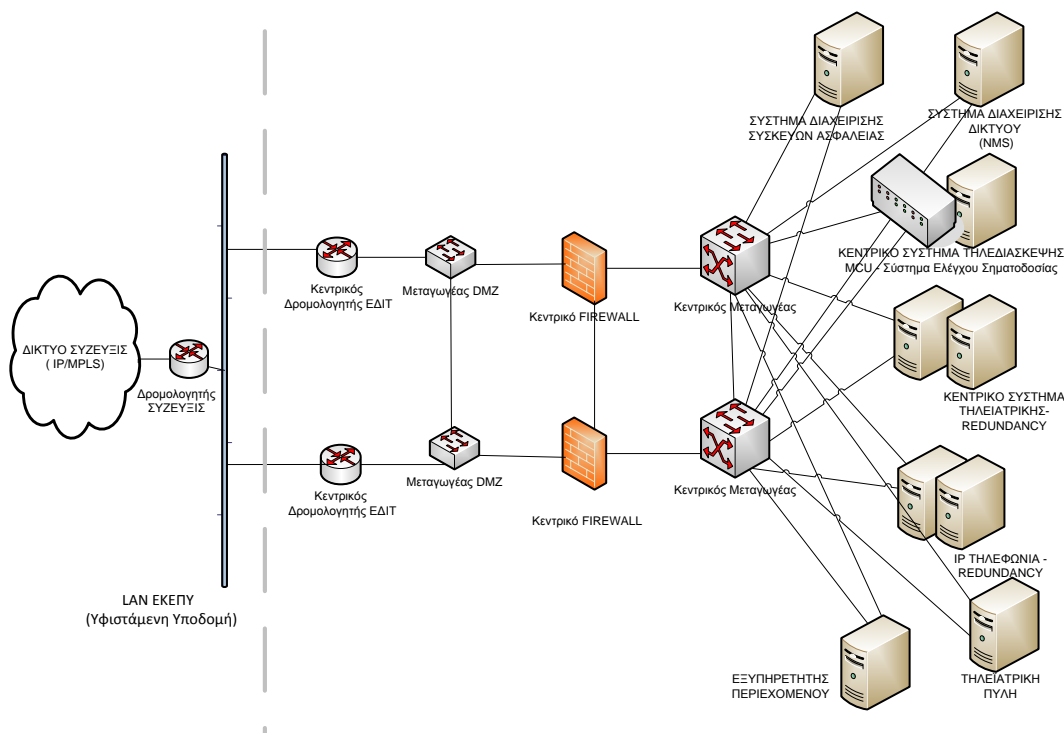 ΣΥΣΤΗΜΑ ΔΙΑΧΕΙΡΙΣΗΣ
ΣΥΣΚΕΥΩΝ ΑΣΦΑΛΕΙΑΣ
ΣΥΣΤΗΜΑ ΔΙΑΧΕΙΡΙΣΗΣ
ΔΙΚΤΥΟΥ
(NMS)
ΚΕΝΤΡΙΚΟ ΣΥΣΤΗΜΑ ΤΗΛΕΔΙΑΣΚΕΨΗΣ
MCU - Σύστημα Ελέγχου Σηματοδοσίας
Κεντρικός
Δρομολογητής ΕΔΙΤ
Μεταγωγέας DMZ
Κεντρικό FIREWALL
Κεντρικός Μεταγωγέας
ΔΙΚΤΥΟ ΣΥΖΕΥΞΙΣ
( IP/MPLS)
Δρομολογητής
ΣΥΖΕΥΞΙΣ
ΚΕΝΤΡΙΚΟ ΣΥΣΤΗΜΑ
ΤΗΛΕΙΑΤΡΙΚΗΣ-
REDUNDANCY
Κεντρικός
Δρομολογητής ΕΔΙΤ
Μεταγωγέας DMZ
Κεντρικό FIREWALL
Κεντρικός Μεταγωγέας
IP ΤΗΛΕΦΩΝΙΑ -
REDUNDANCY
LAN ΕΚΕΠΥ
(Υφιστάμενη Υποδομή)
ΕΞΥΠΗΡΕΤΗΤΗΣ
ΠΕΡΙΕΧΟΜΕΝΟΥ
ΤΗΛΕΙΑΤΡΙΚΗ
ΠΥΛΗ